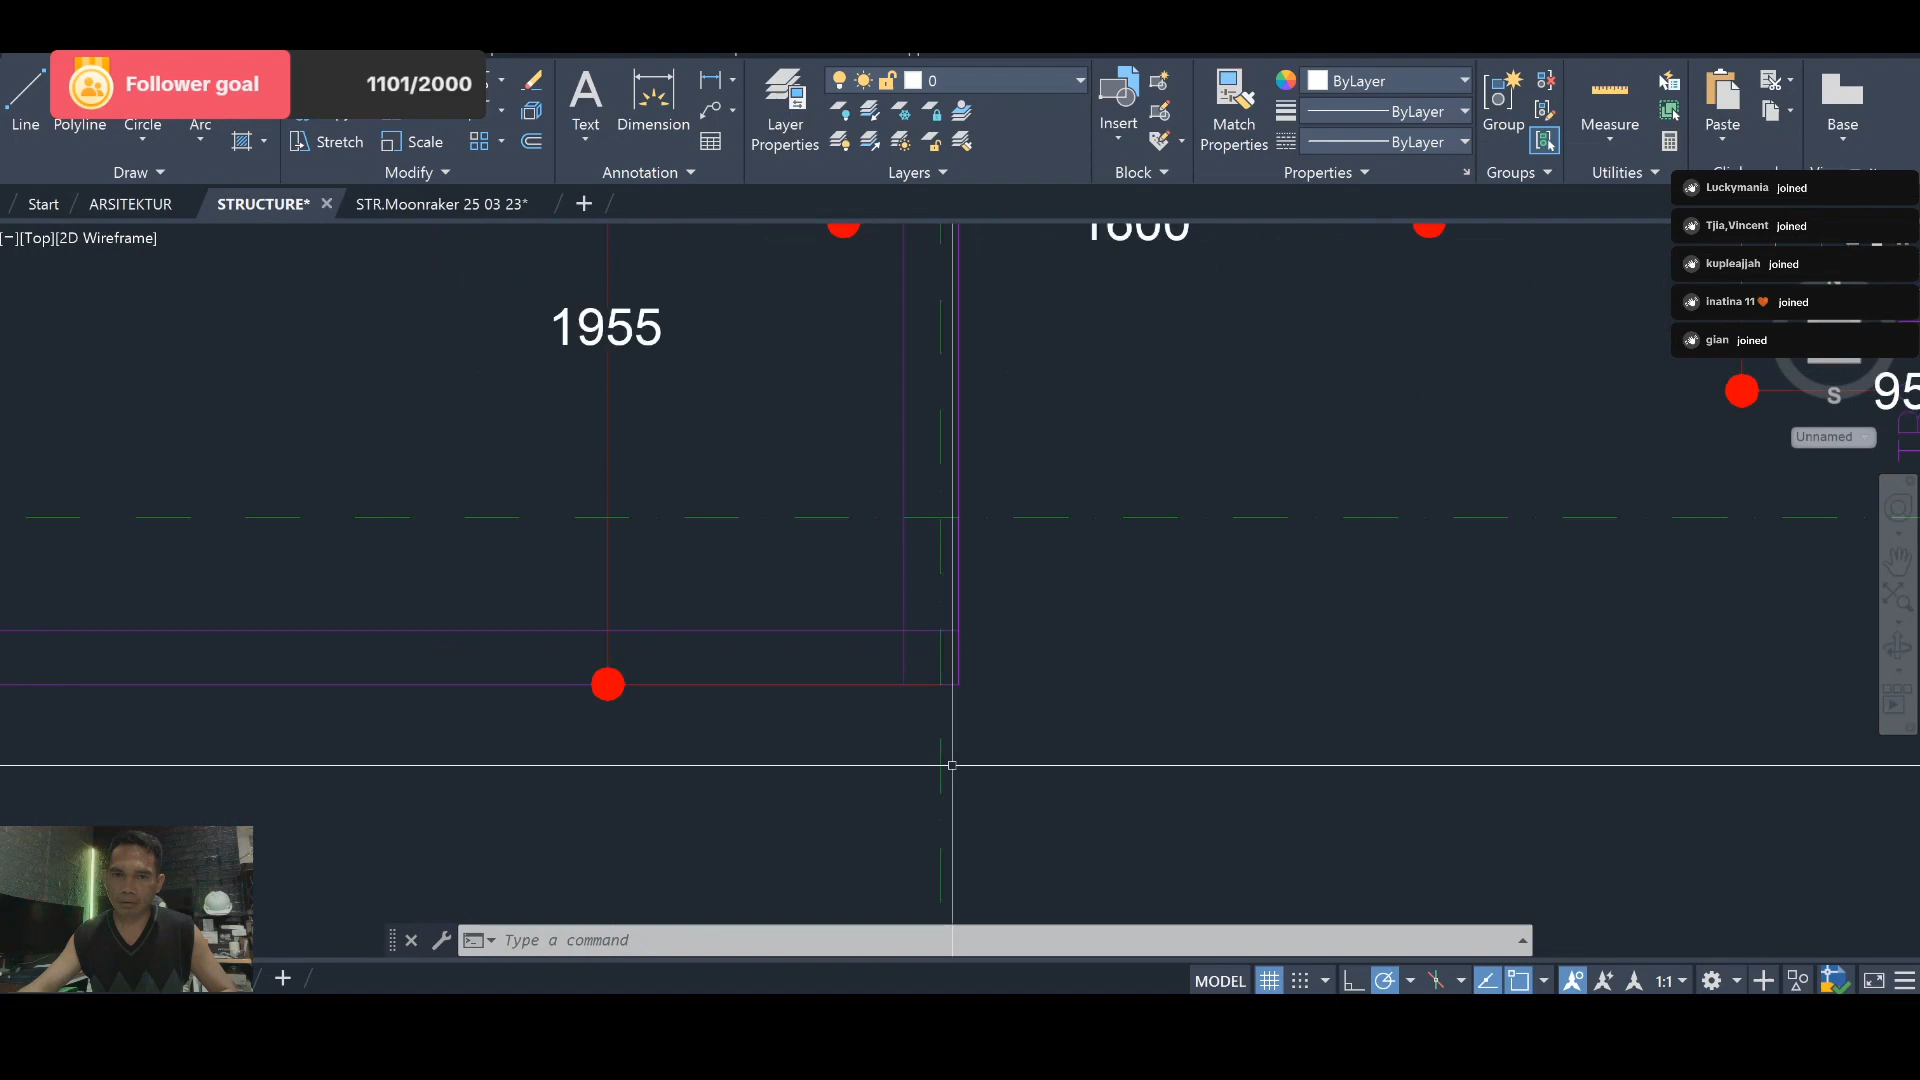 Follower goal 1101/2000
Line Polyline Circle Arc
Stretch Scale
Text Dimension
Layer Properties
0
Insert
Match Properties
ByLayer
ByLayer
ByLayer
Group
Measure
Paste
Base
Draw Modify Annotation Layers Block Properties Groups Utilities
Start ARSITEKTUR STRUCTURE* STR.Moonraker 25 03 23*
[−][Top][2D Wireframe]
Luckymania joined
Tjia,Vincent joined
kupleajjah joined
inatina 11🧡 joined
gian joined
1600
1955
S
95
Unnamed
Type a command
MODEL
1:1